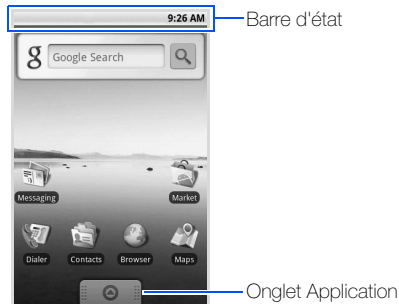 9:26 AM
Barre d'état
g Google Search
Messaging
Market
Dialer
Contacts
Browser
Maps
Onglet Application